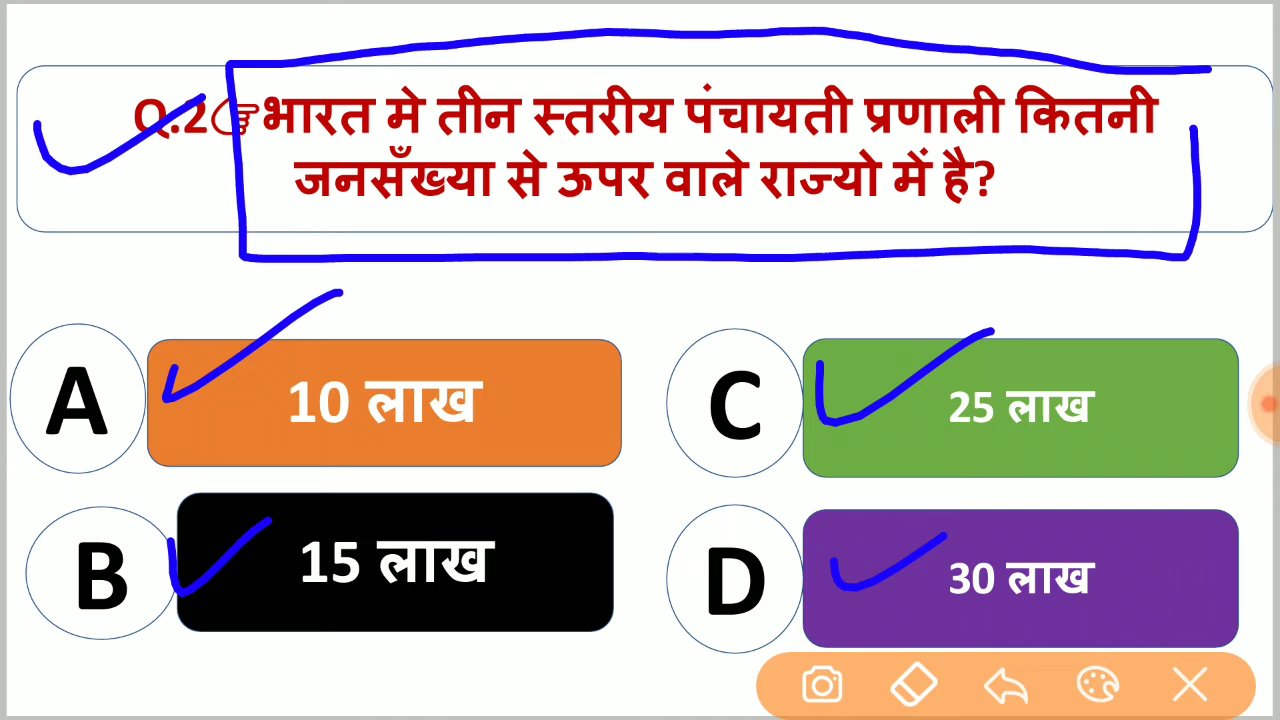 Q.2👉भारत मे तीन स्तरीय पंचायती प्रणाली कितनी
जनसँख्या से ऊपर वाले राज्यो में है?
A 10 लाख
B 15 लाख
C 25 लाख
D 30 लाख